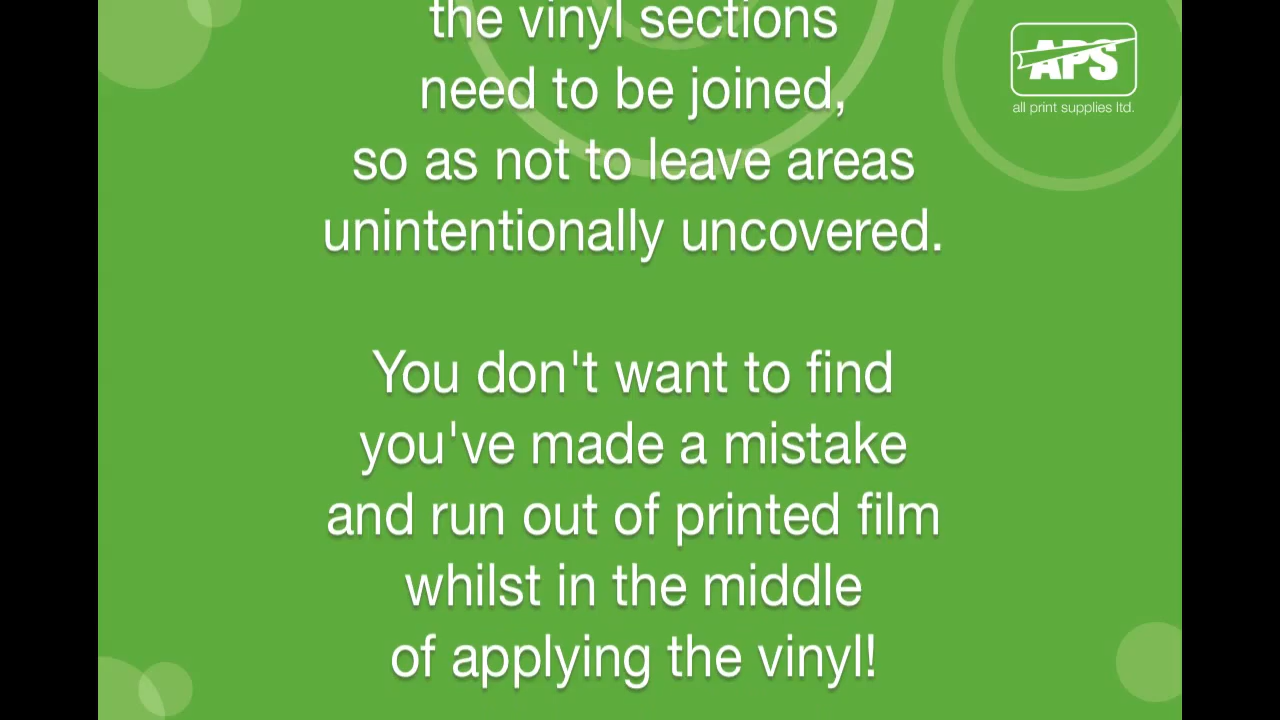 the vinyl sections
need to be joined,
so as not to leave areas
unintentionally uncovered.
You don't want to find
you've made a mistake
and run out of printed film
whilst in the middle
of applying the vinyl!
APS
all print supplies ltd.